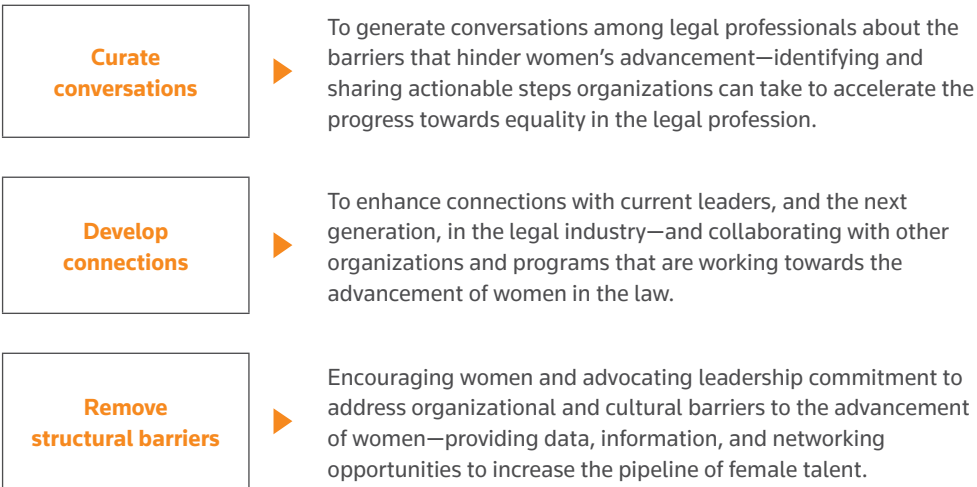 Curate
conversations
To generate conversations among legal professionals about the
barriers that hinder women’s advancement—identifying and
sharing actionable steps organizations can take to accelerate the
progress towards equality in the legal profession.
Develop
connections
To enhance connections with current leaders, and the next
generation, in the legal industry—and collaborating with other
organizations and programs that are working towards the
advancement of women in the law.
Remove
structural barriers
Encouraging women and advocating leadership commitment to
address organizational and cultural barriers to the advancement
of women—providing data, information, and networking
opportunities to increase the pipeline of female talent.